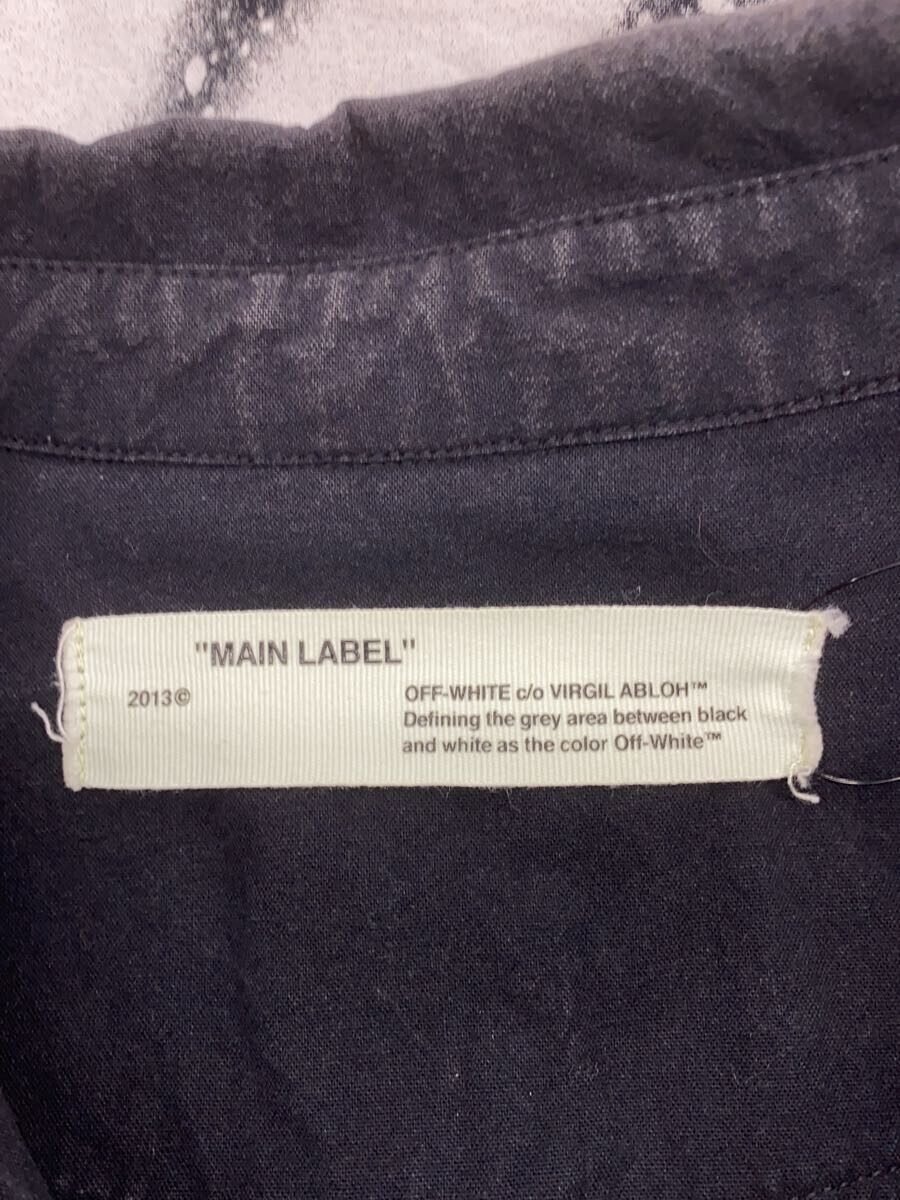 "MAIN LABEL"
2013©
OFF-WHITE c/o VIRGIL ABLOH™
Defining the grey area between black
and white as the color Off-White™